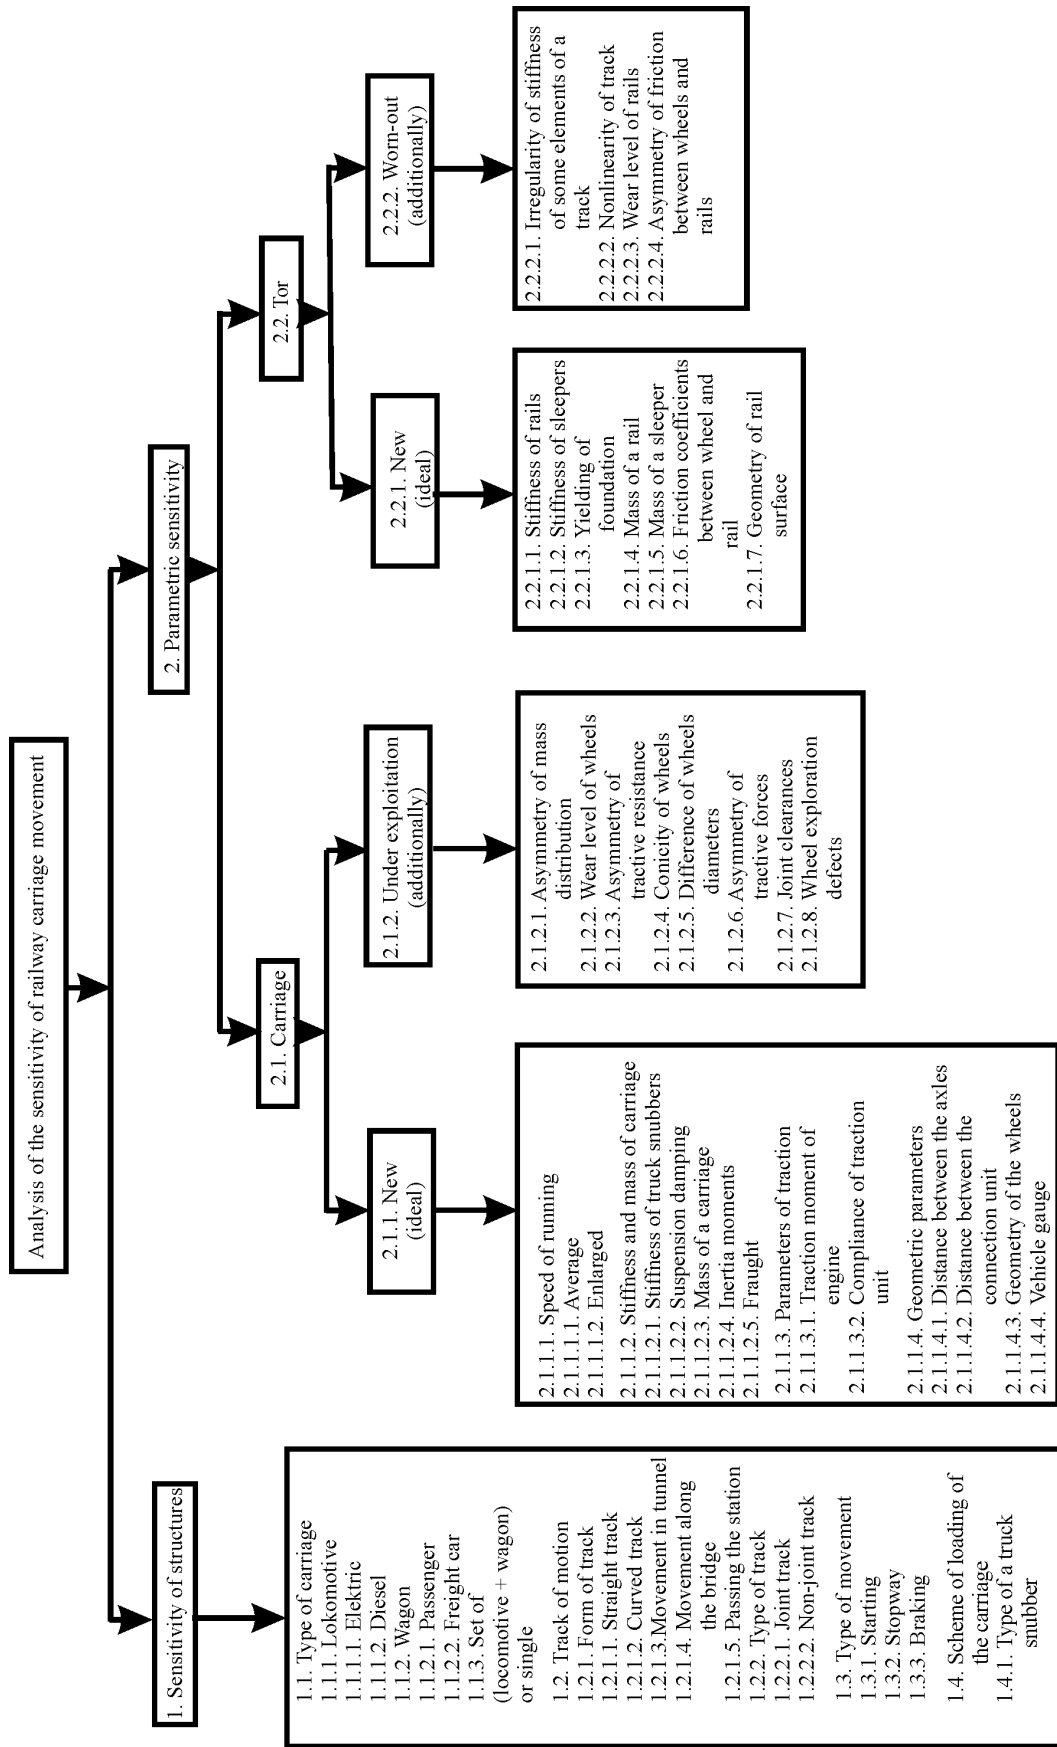 Analysis of the sensitivity of railway carriage movement
1. Sensitivity of structures
2. Parametric sensitivity
2.1. Carriage
2.2. Tor
2.1.1. New
(ideal)
2.1.2. Under exploitation
(additionally)
2.2.1. New
(ideal)
2.2.2. Worn-out
(additionally)
1.1. Type of carriage
1.1.1. Lokomotive
1.1.1.1. Elektric
1.1.1.2. Diesel
1.1.2. Wagon
1.1.2.1. Passenger
1.1.2.2. Freight car
1.1.3. Set of
(locomotive + wagon)
or single
1.2. Track of motion
1.2.1. Form of track
1.2.1.1. Straight track
1.2.1.2. Curved track
1.2.1.3.Movement in tunnel
1.2.1.4. Movement along
the bridge
1.2.1.5. Passing the station
1.2.2. Type of track
1.2.2.1. Joint track
1.2.2.2. Non-joint track
1.3. Type of movement
1.3.1. Starting
1.3.2. Stopway
1.3.3. Braking
1.4. Scheme of loading of
the carriage
1.4.1. Type of a truck
snubber
2.1.1.1. Speed of running
2.1.1.1.1. Average
2.1.1.1.2. Enlarged
2.1.1.2. Stiffness and mass of carriage
2.1.1.2.1. Stiffness of truck snubbers
2.1.1.2.2. Suspension damping
2.1.1.2.3. Mass of a carriage
2.1.1.2.4. Inertia moments
2.1.1.2.5. Fraught
2.1.1.3. Parameters of traction
2.1.1.3.1. Traction moment of
engine
2.1.1.3.2. Compliance of traction
unit
2.1.1.4. Geometric parameters
2.1.1.4.1. Distance between the axles
2.1.1.4.2. Distance between the
connection unit
2.1.1.4.3. Geometry of the wheels
2.1.1.4.4. Vehicle gauge
2.1.2.1. Asymmetry of mass
distribution
2.1.2.2. Wear level of wheels
2.1.2.3. Asymmetry of
tractive resistance
2.1.2.4. Conicity of wheels
2.1.2.5. Difference of wheels
diameters
2.1.2.6. Asymmetry of
tractive forces
2.1.2.7. Joint clearances
2.1.2.8. Wheel exploration
defects
2.2.1.1. Stiffness of rails
2.2.1.2. Stiffness of sleepers
2.2.1.3. Yielding of
foundation
2.2.1.4. Mass of a rail
2.2.1.5. Mass of a sleeper
2.2.1.6. Friction coefficients
between wheel and
rail
2.2.1.7. Geometry of rail
surface
2.2.2.1. Irregularity of stiffness
of some elements of a
track
2.2.2.2. Nonlinearity of track
2.2.2.3. Wear level of rails
2.2.2.4. Asymmetry of friction
between wheels and
rails